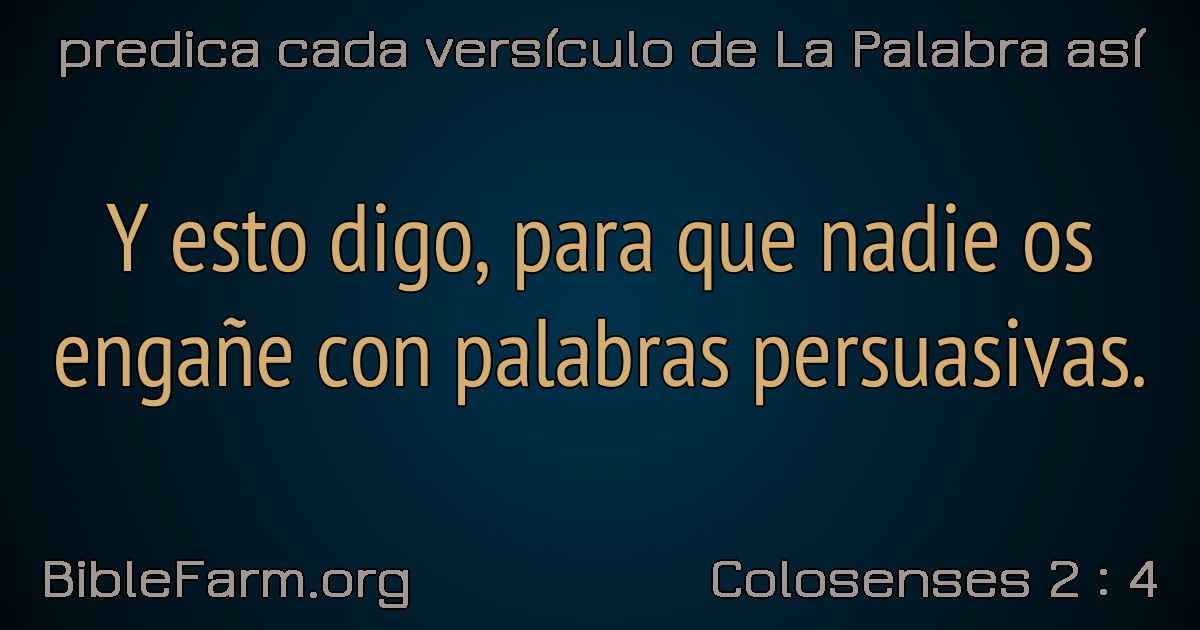 predica cada versículo de La Palabra así
Y esto digo, para que nadie os
engañe con palabras persuasivas.
BibleFarm.org
Colosenses 2 : 4